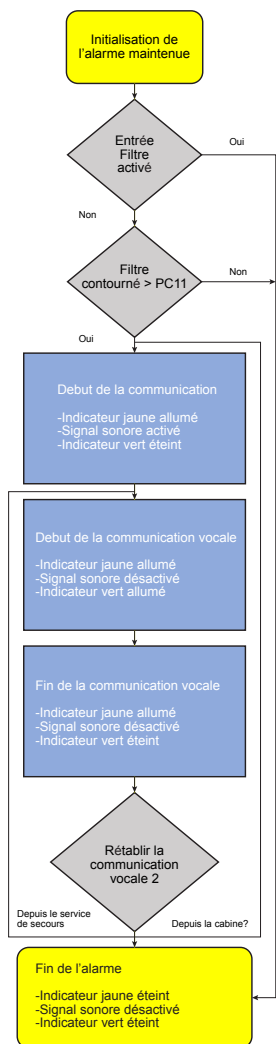 Initialisation de
l'alarme maintenue
Entrée
Filtre
activé
Oui
Non
Filtre
contourné > PC11
Non
Oui
Debut de la communication
-Indicateur jaune allumé
-Signal sonore activé
-Indicateur vert éteint
Debut de la communication vocale
-Indicateur jaune allumé
-Signal sonore désactivé
-Indicateur vert allumé
Fin de la communication vocale
-Indicateur jaune allumé
-Signal sonore désactivé
-Indicateur vert éteint
Rétablir la
communication
vocale 2
Depuis le service
de secours
Depuis la cabine?
Fin de l'alarme
-Indicateur jaune éteint
-Signal sonore désactivé
-Indicateur vert éteint